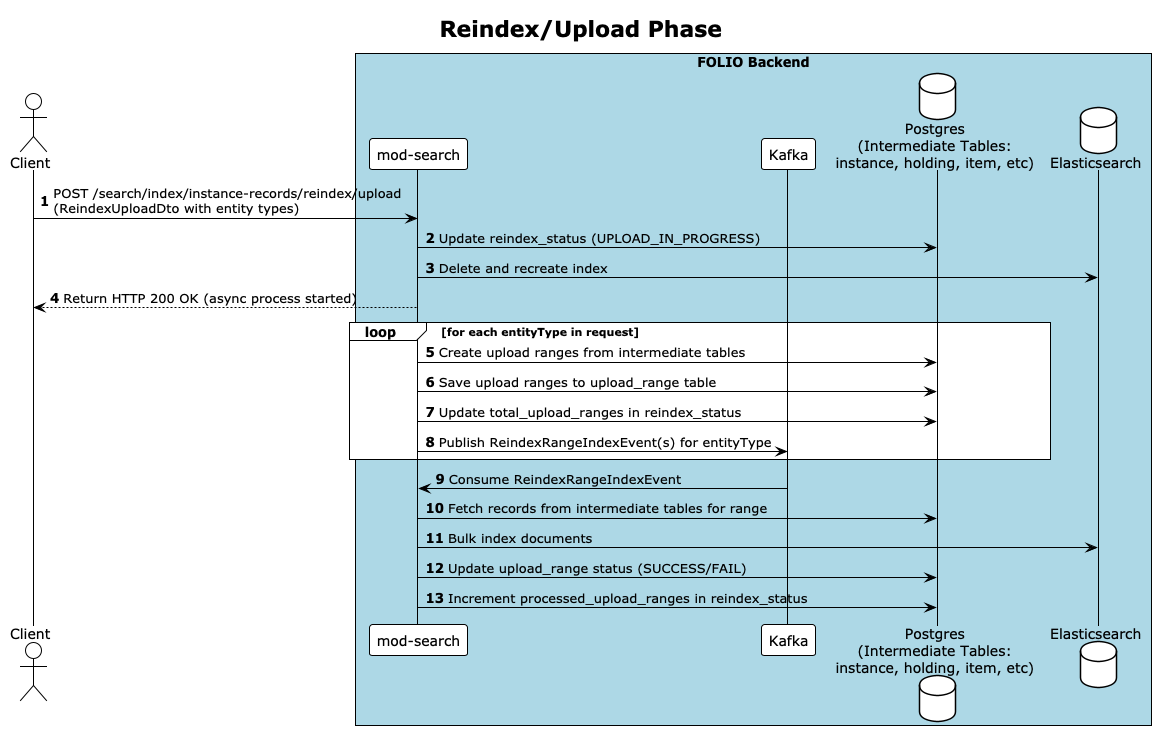 Reindex/Upload Phase
FOLIO Backend
Client
mod-search
Kafka
Postgres
(Intermediate Tables:
instance, holding, item, etc)
Elasticsearch
1 POST /search/index/instance-records/reindex/upload
(ReindexUploadDto with entity types)
2 Update reindex_status (UPLOAD_IN_PROGRESS)
3 Delete and recreate index
4 Return HTTP 200 OK (async process started)
loop [for each entityType in request]
5 Create upload ranges from intermediate tables
6 Save upload ranges to upload_range table
7 Update total_upload_ranges in reindex_status
8 Publish ReindexRangeIndexEvent(s) for entityType
9 Consume ReindexRangeIndexEvent
10 Fetch records from intermediate tables for range
11 Bulk index documents
12 Update upload_range status (SUCCESS/FAIL)
13 Increment processed_upload_ranges in reindex_status
Client
mod-search
Kafka
Postgres
(Intermediate Tables:
instance, holding, item, etc)
Elasticsearch